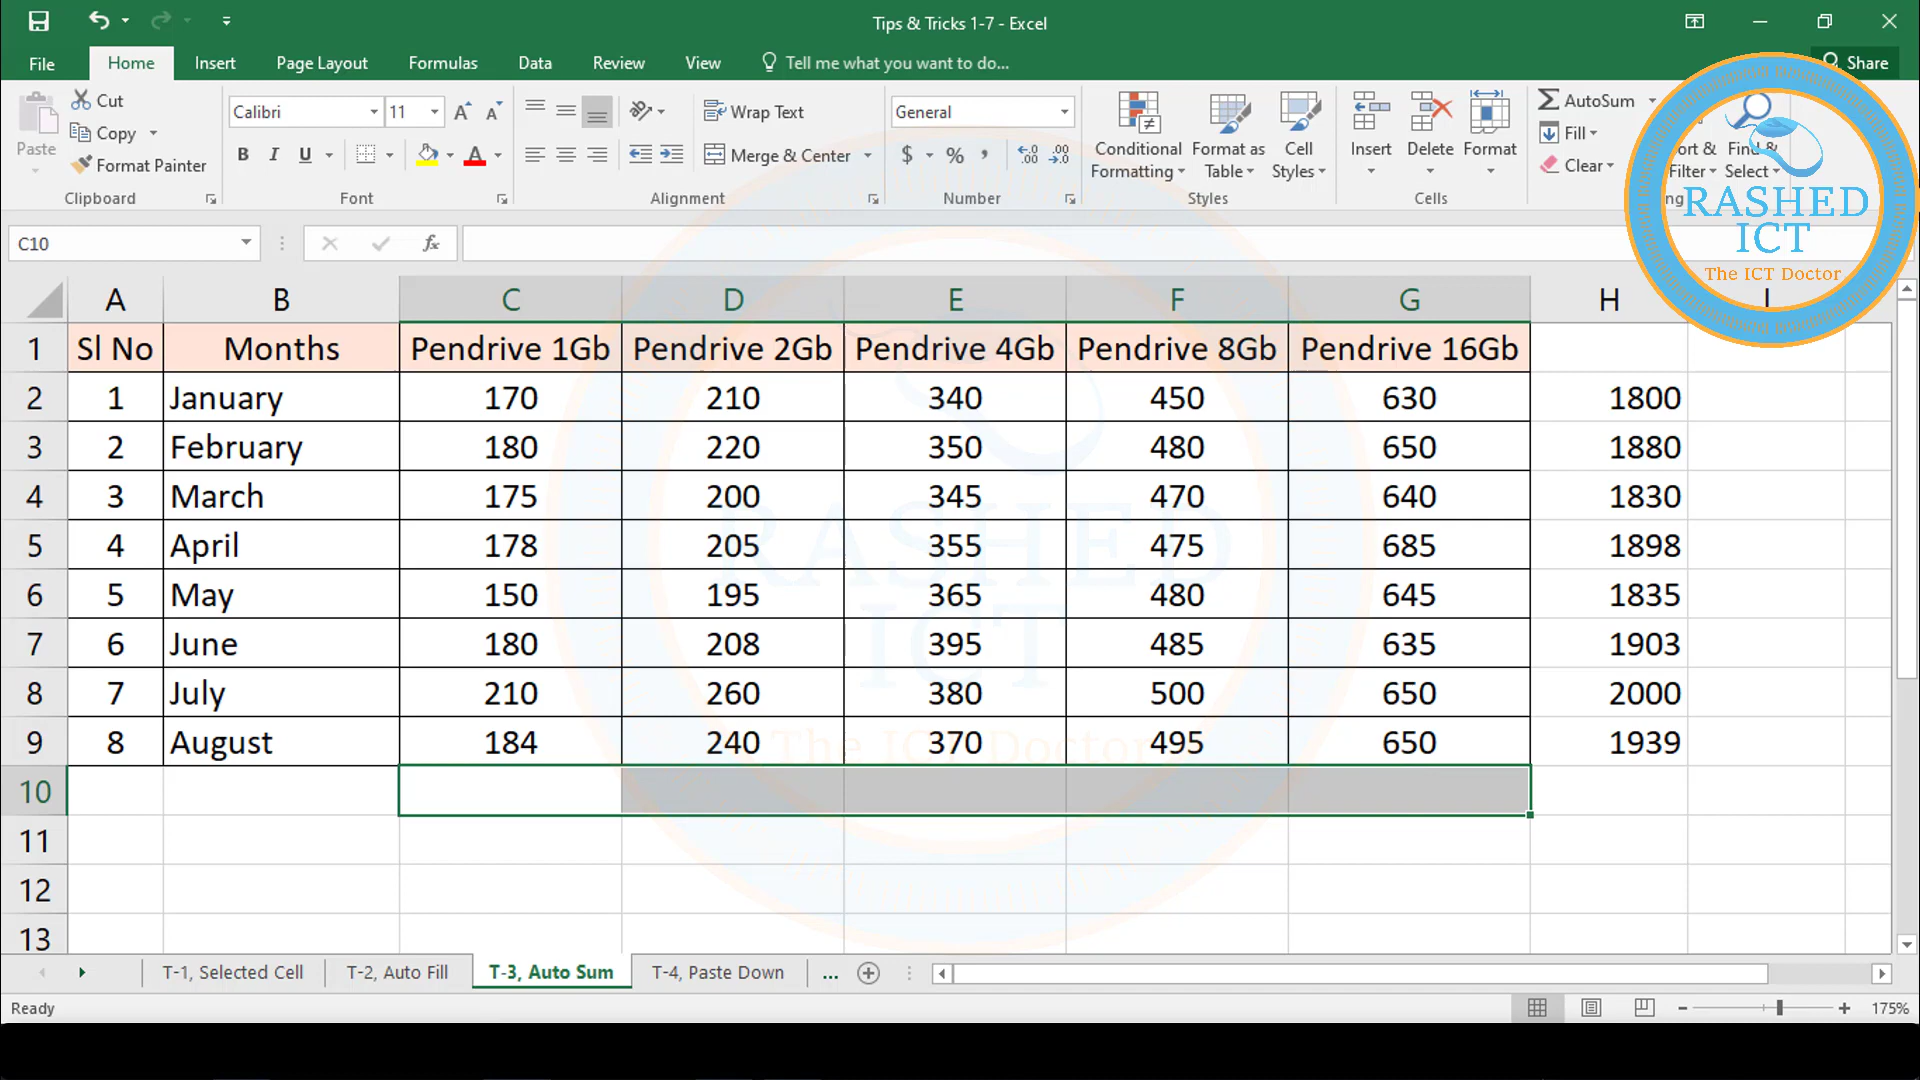 Tips & Tricks 1-7 - Excel
File Home Insert Page Layout Formulas Data Review View Tell me what you want to do... Share
Cut Calibri 11 Wrap Text General AutoSum
Paste Copy Conditional Formatting Format as Table Cell Styles Insert Delete Format Fill
Format Painter B I U A Merge & Center $ % , Clear Filter Find & Select
Clipboard Font Alignment Number Styles Cells
RASHED
ICT
The ICT Doctor
C10 fx
A B C D E F G H I
1 Sl No Months Pendrive 1Gb Pendrive 2Gb Pendrive 4Gb Pendrive 8Gb Pendrive 16Gb
2 1 January 170 210 340 450 630 1800
3 2 February 180 220 350 480 650 1880
4 3 March 175 200 345 470 640 1830
5 4 April 178 205 355 475 685 1898
6 5 May 150 195 365 480 645 1835
7 6 June 180 208 395 485 635 1903
8 7 July 210 260 380 500 650 2000
9 8 August 184 240 370 495 650 1939
10
11
12
13
RASHED
ICT
The ICT Doctor
T-1, Selected Cell T-2, Auto Fill T-3, Auto Sum T-4, Paste Down ...
Ready 175%